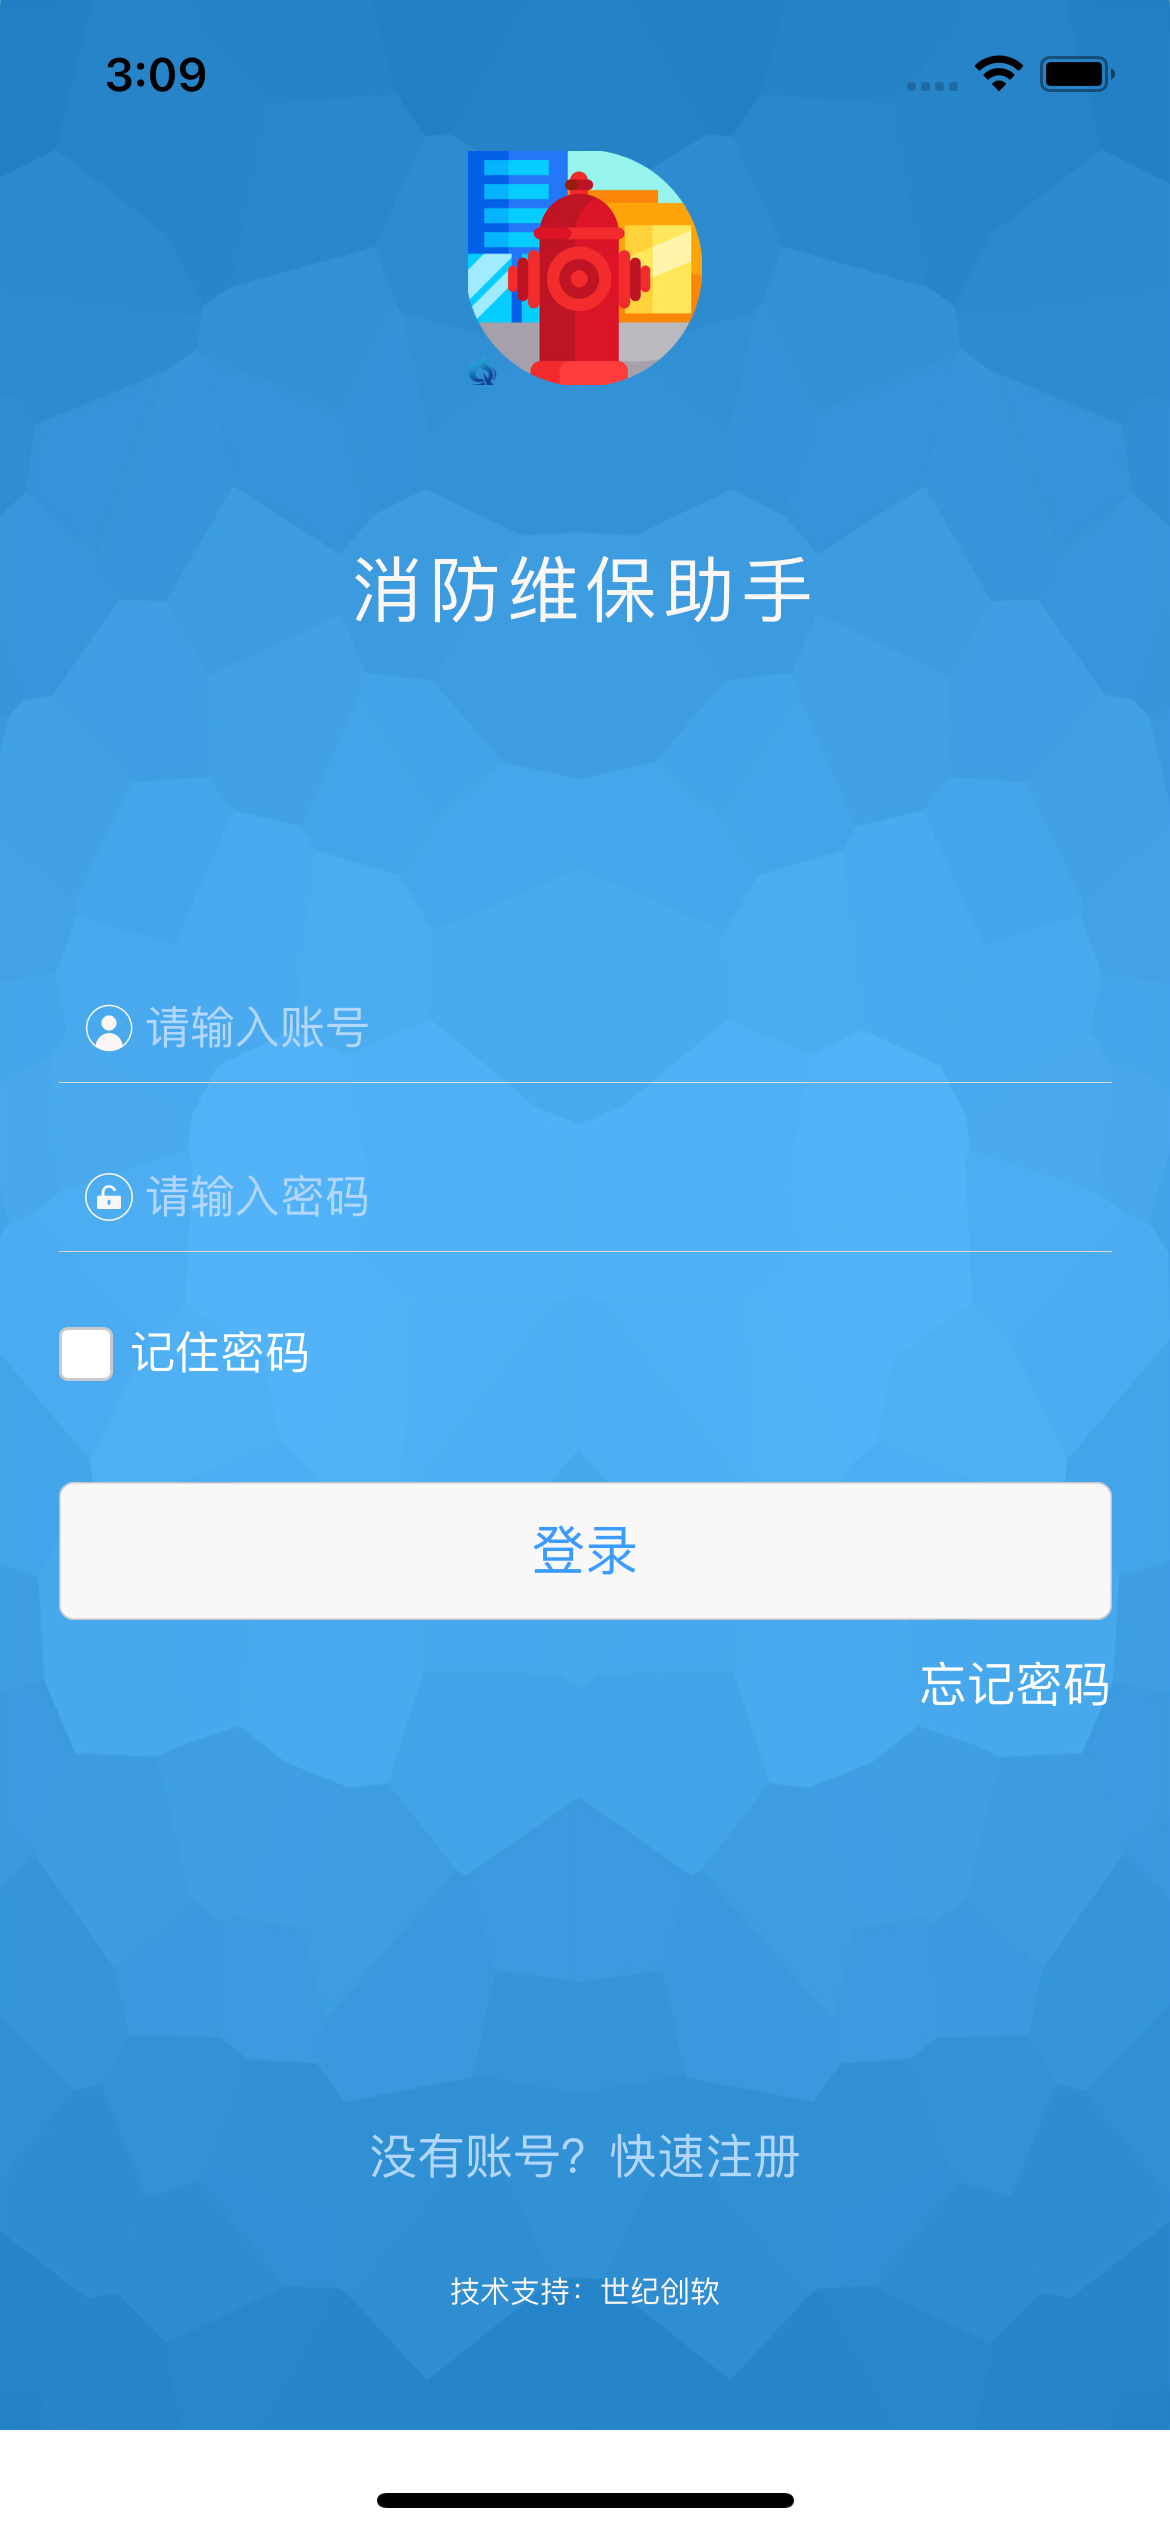 3:09
消防维保助手
请输入账号
请输入密码
记住密码
登录
忘记密码
没有账号？ 快速注册
技术支持：世纪创软